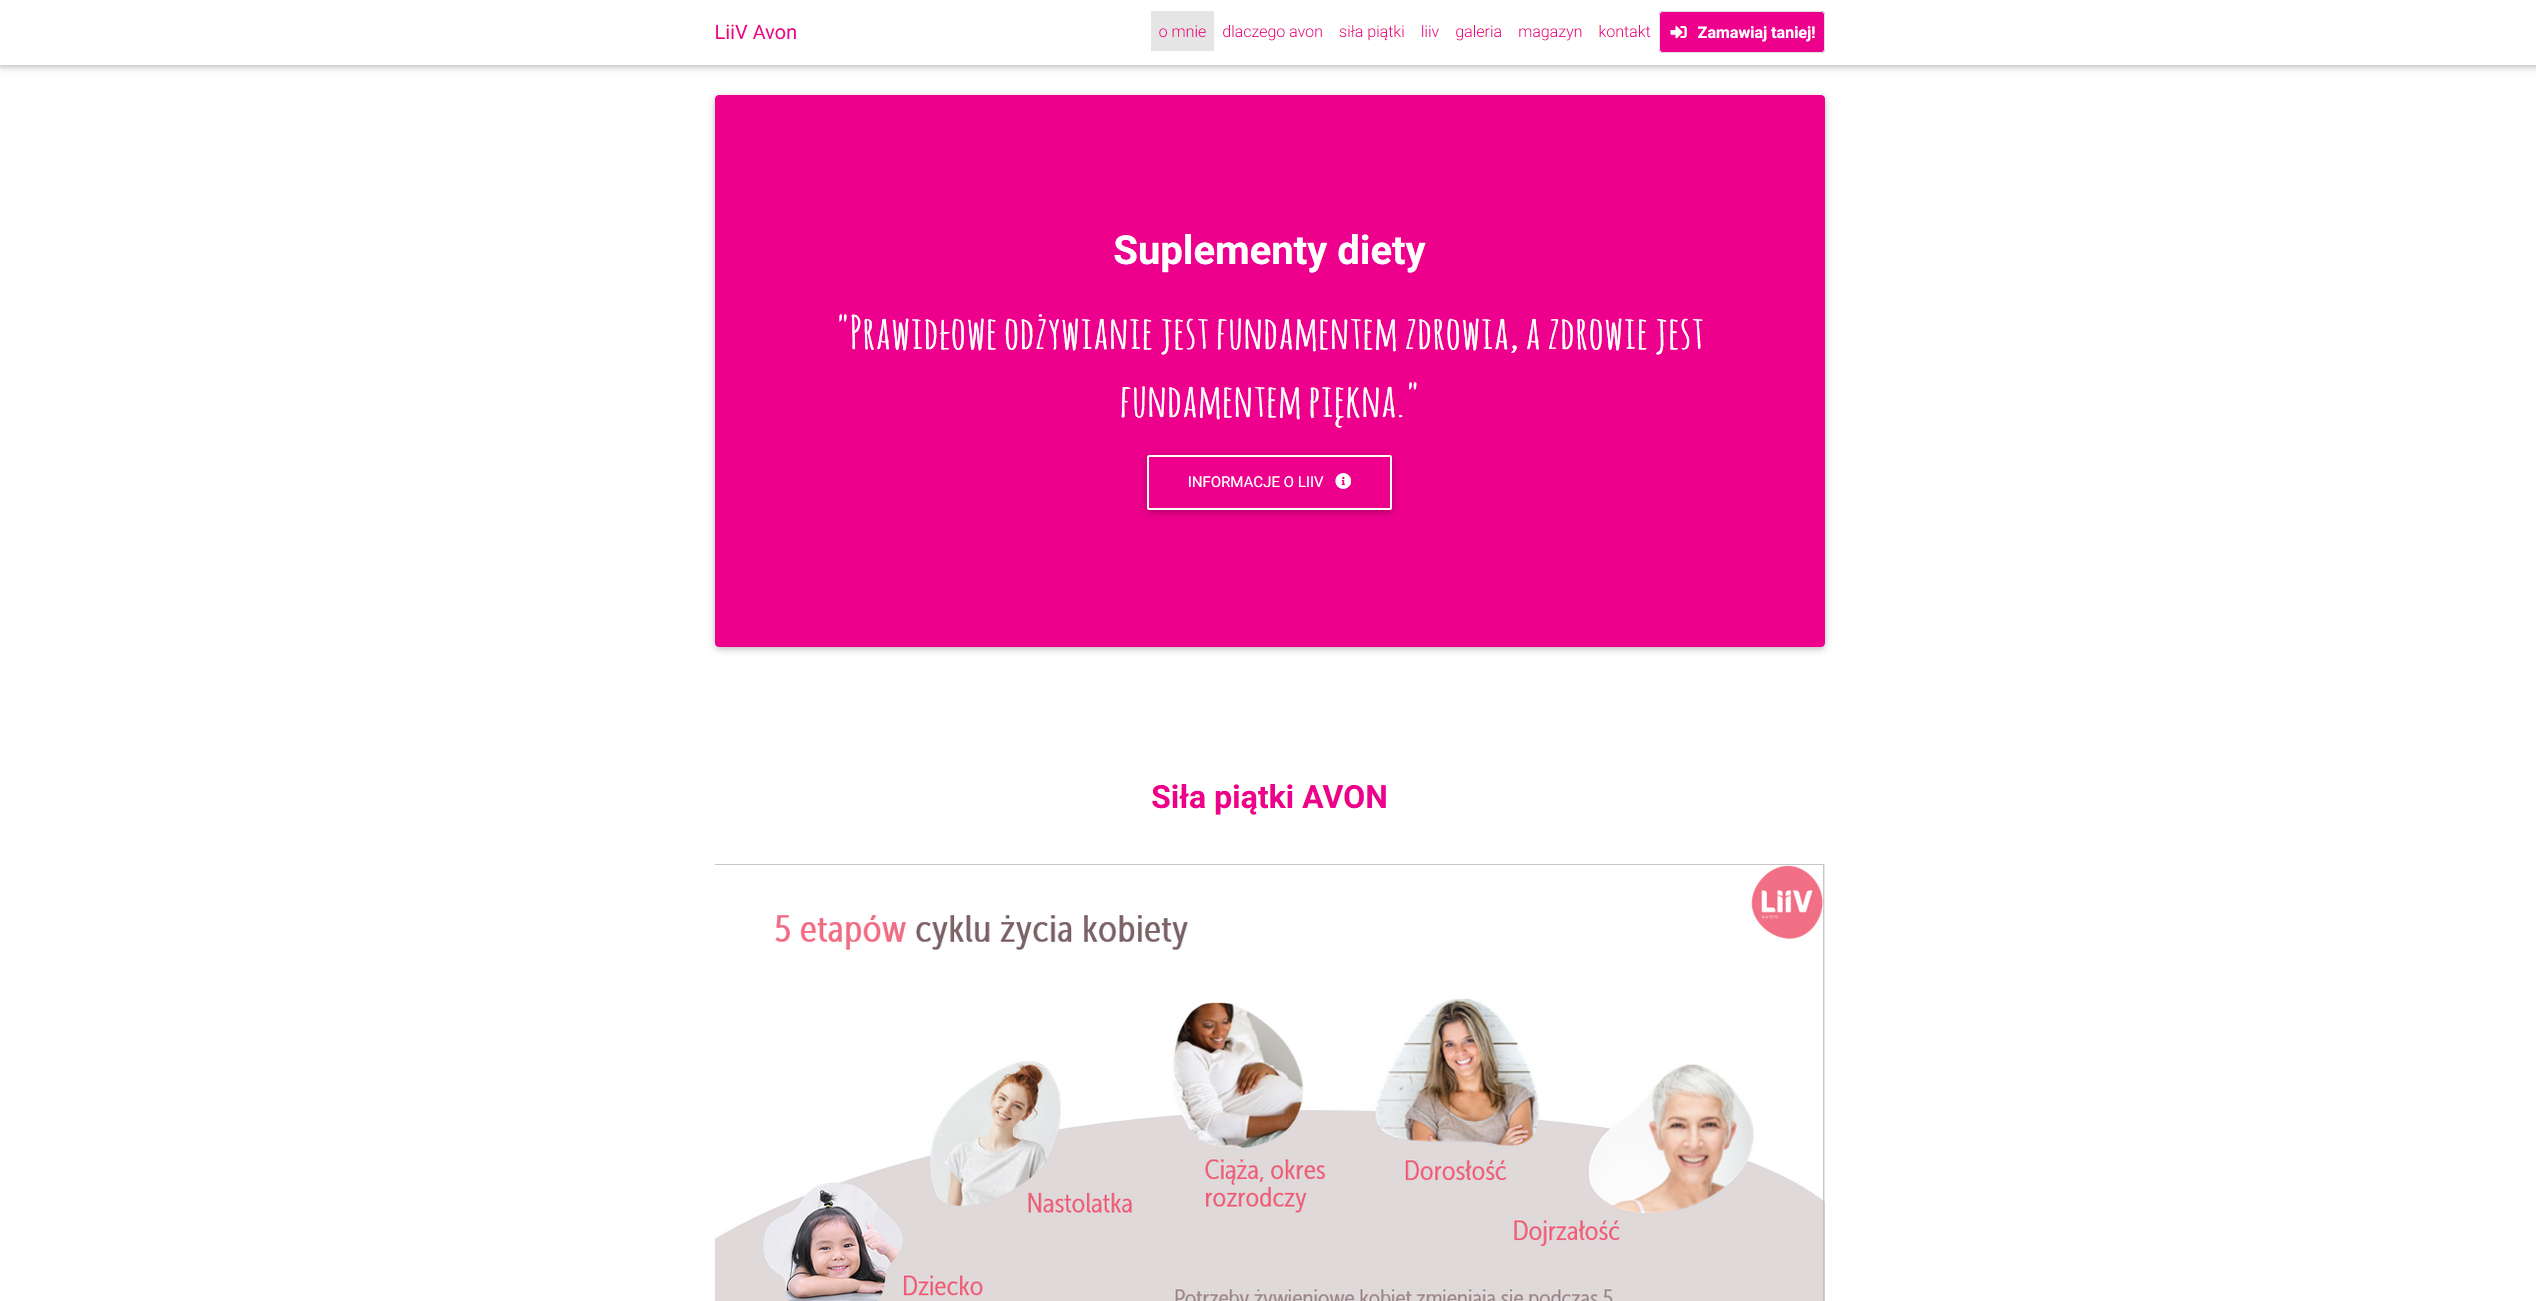 LiiV Avon
o mnie dlaczego avon siła piątki liiv galeria magazyn kontakt Zamawiaj taniej!
Suplementy diety
"Prawidłowe odżywianie jest fundamentem zdrowia, a zdrowie jest
fundamentem piękna."
INFORMACJE O LIIV
Siła piątki AVON
LiiV
AVON
5 etapów cyklu życia kobiety
Ciąża, okres
rozrodczy
Dorosłość
Nastolatka
Dojrzałość
Dziecko
Potrzeby żywieniowe kobiet zmieniają się podczas 5